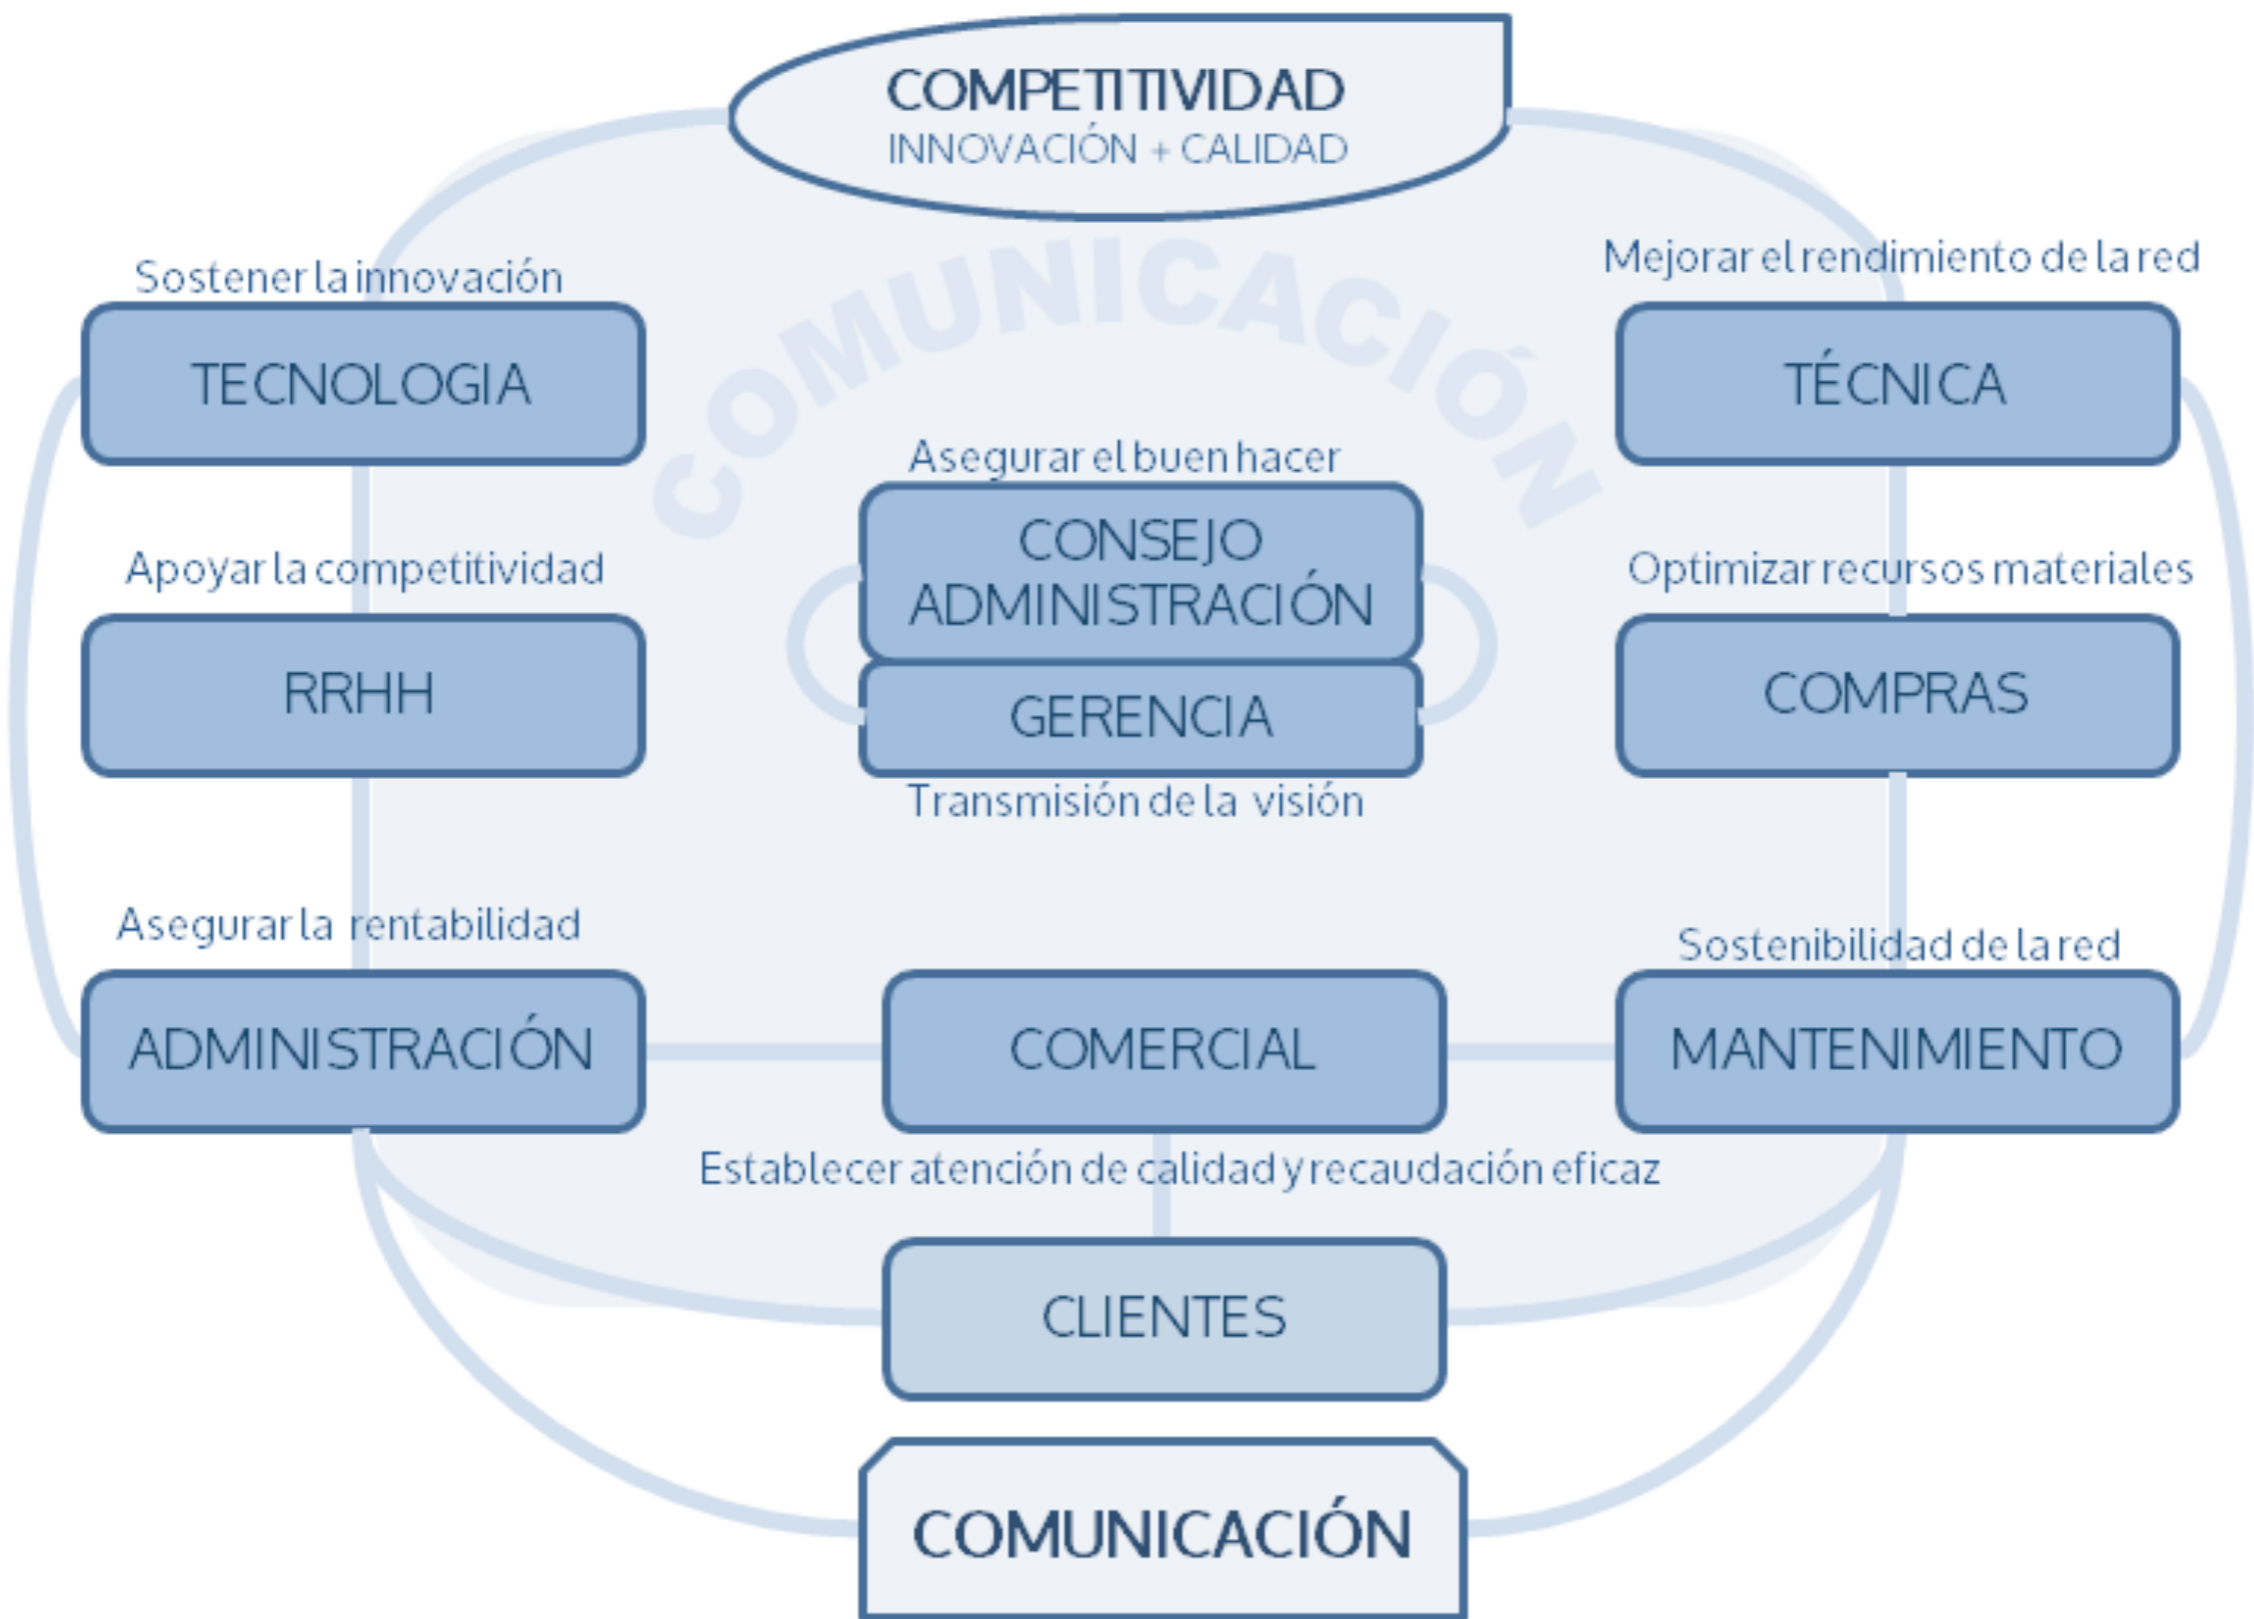 COMPETITIVIDAD
INNOVACIÓN + CALIDAD
COMUNICACIÓN
Sostener la innovación
TECNOLOGIA
Mejorar el rendimiento de la red
TÉCNICA
Asegurar el buen hacer
CONSEJO
ADMINISTRACIÓN
GERENCIA
Transmisión de la visión
Apoyar la competitividad
RRHH
Optimizar recursos materiales
COMPRAS
Asegurar la rentabilidad
ADMINISTRACIÓN
COMERCIAL
Sostenibilidad de la red
MANTENIMIENTO
Establecer atención de calidad y recaudación eficaz
CLIENTES
COMUNICACIÓN